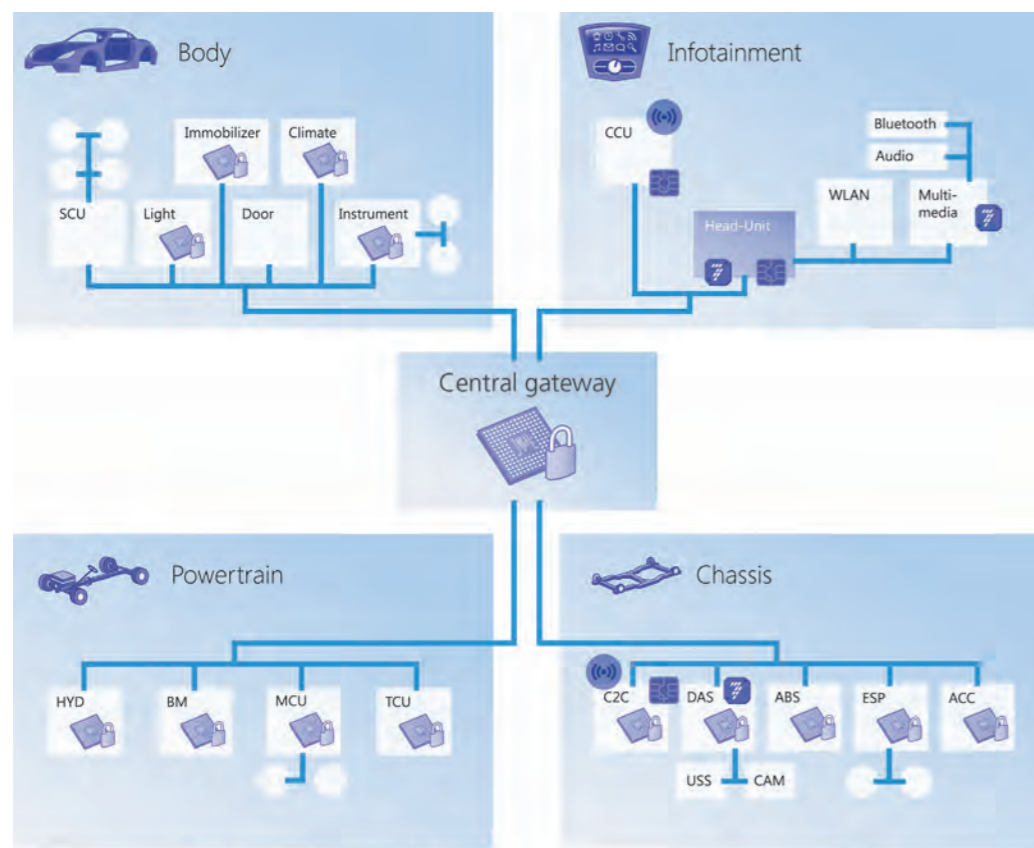 Body
Immobilizer
Climate
SCU
Light
Door
Instrument
Infotainment
CCU
Bluetooth
Audio
WLAN
Multi-
media
Head-Unit
Central gateway
Powertrain
HYD
BM
MCU
TCU
Chassis
C2C
DAS
ABS
ESP
ACC
USS
CAM